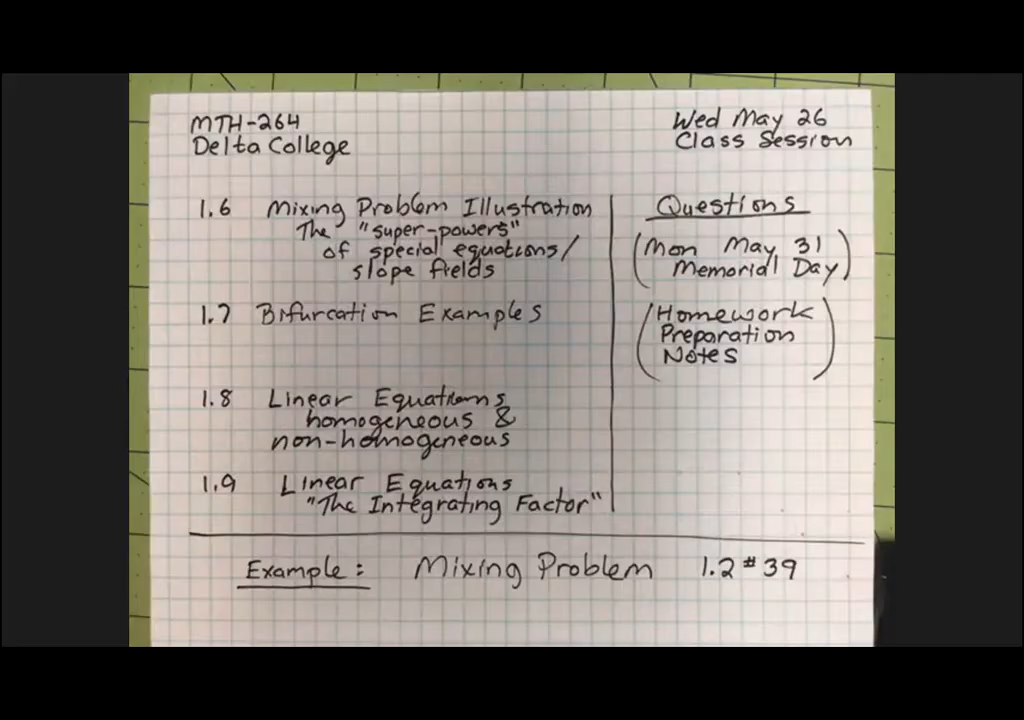 MTH-264
Delta College
Wed May 26
Class Session
1.6 Mixing Problem Illustration
The "super-powers"
of special equations/
slope fields
1.7 Bifurcation Examples
1.8 Linear Equations
homogeneous &
non-homogeneous
1.9 Linear Equations
"The Integrating Factor"
Questions
(Mon May 31
Memorial Day)
(Homework
Preparation
Notes)
Example: Mixing Problem 1.2 #39